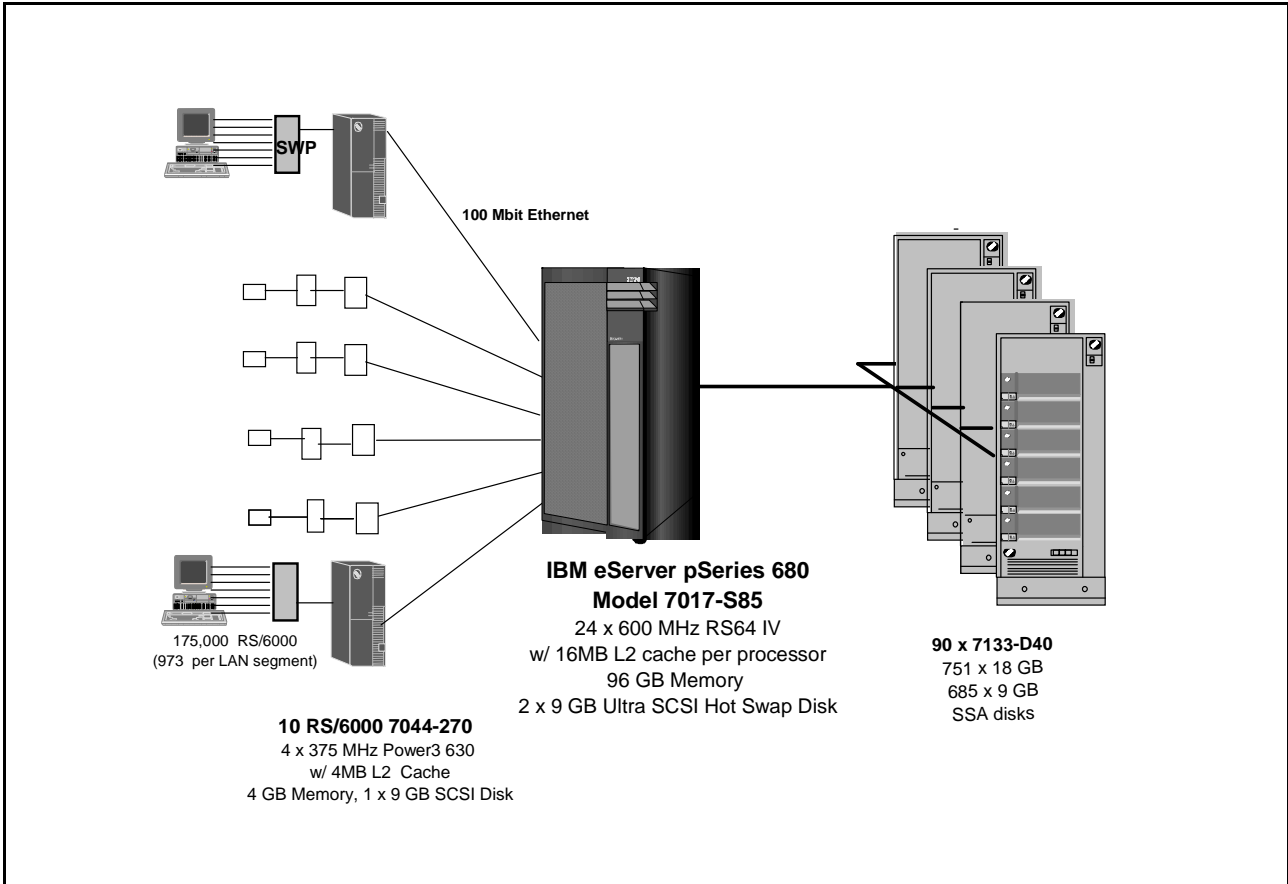 SWP
100 Mbit Ethernet
IBM eServer pSeries 680
Model 7017-S85
24 x 600 MHz RS64 IV
w/ 16MB L2 cache per processor
96 GB Memory
2 x 9 GB Ultra SCSI Hot Swap Disk
175,000 RS/6000
(973 per LAN segment)
10 RS/6000 7044-270
4 x 375 MHz Power3 630
w/ 4MB L2 Cache
4 GB Memory, 1 x 9 GB SCSI Disk
90 x 7133-D40
751 x 18 GB
685 x 9 GB
SSA disks